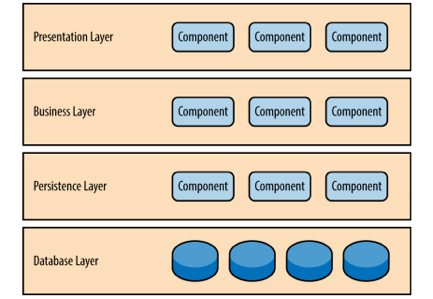 Presentation Layer Component Component Component
Business Layer Component Component Component
Persistence Layer Component Component Component
Database Layer